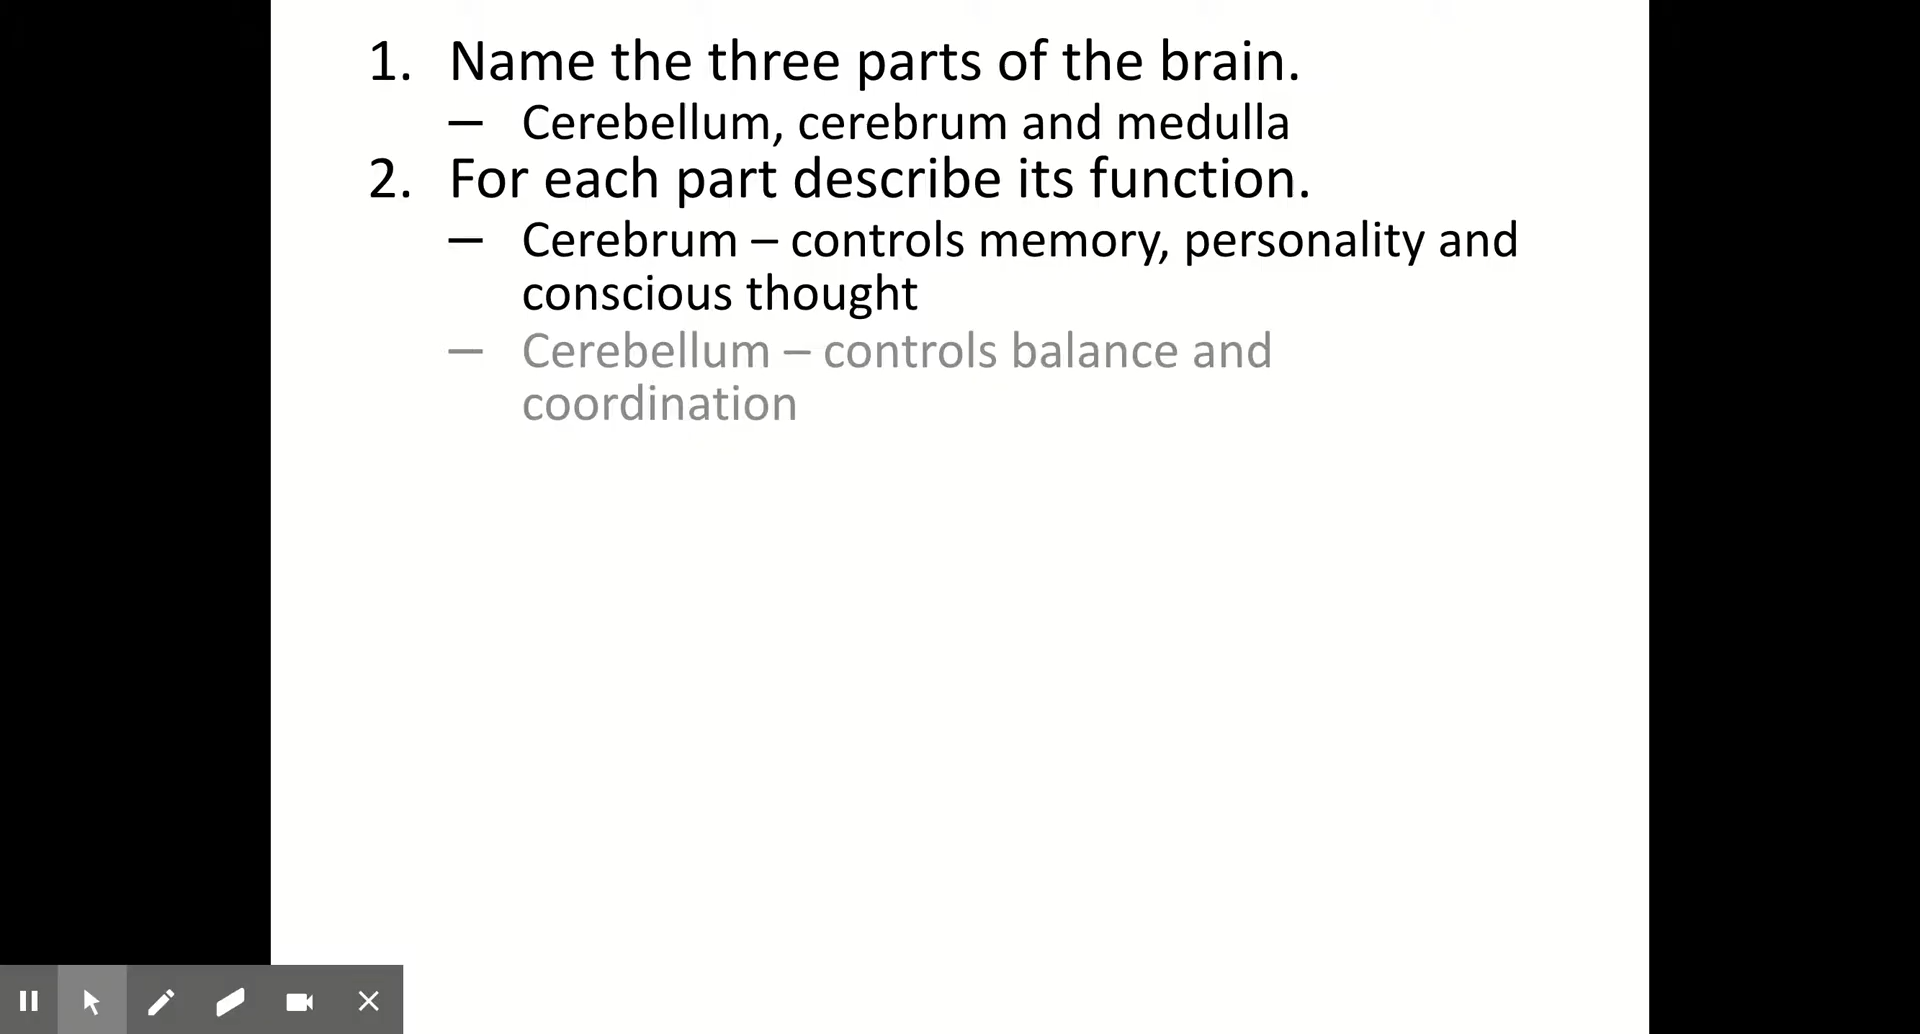 1. Name the three parts of the brain.
– Cerebellum, cerebrum and medulla
2. For each part describe its function.
– Cerebrum – controls memory, personality and
conscious thought
– Cerebellum – controls balance and
coordination